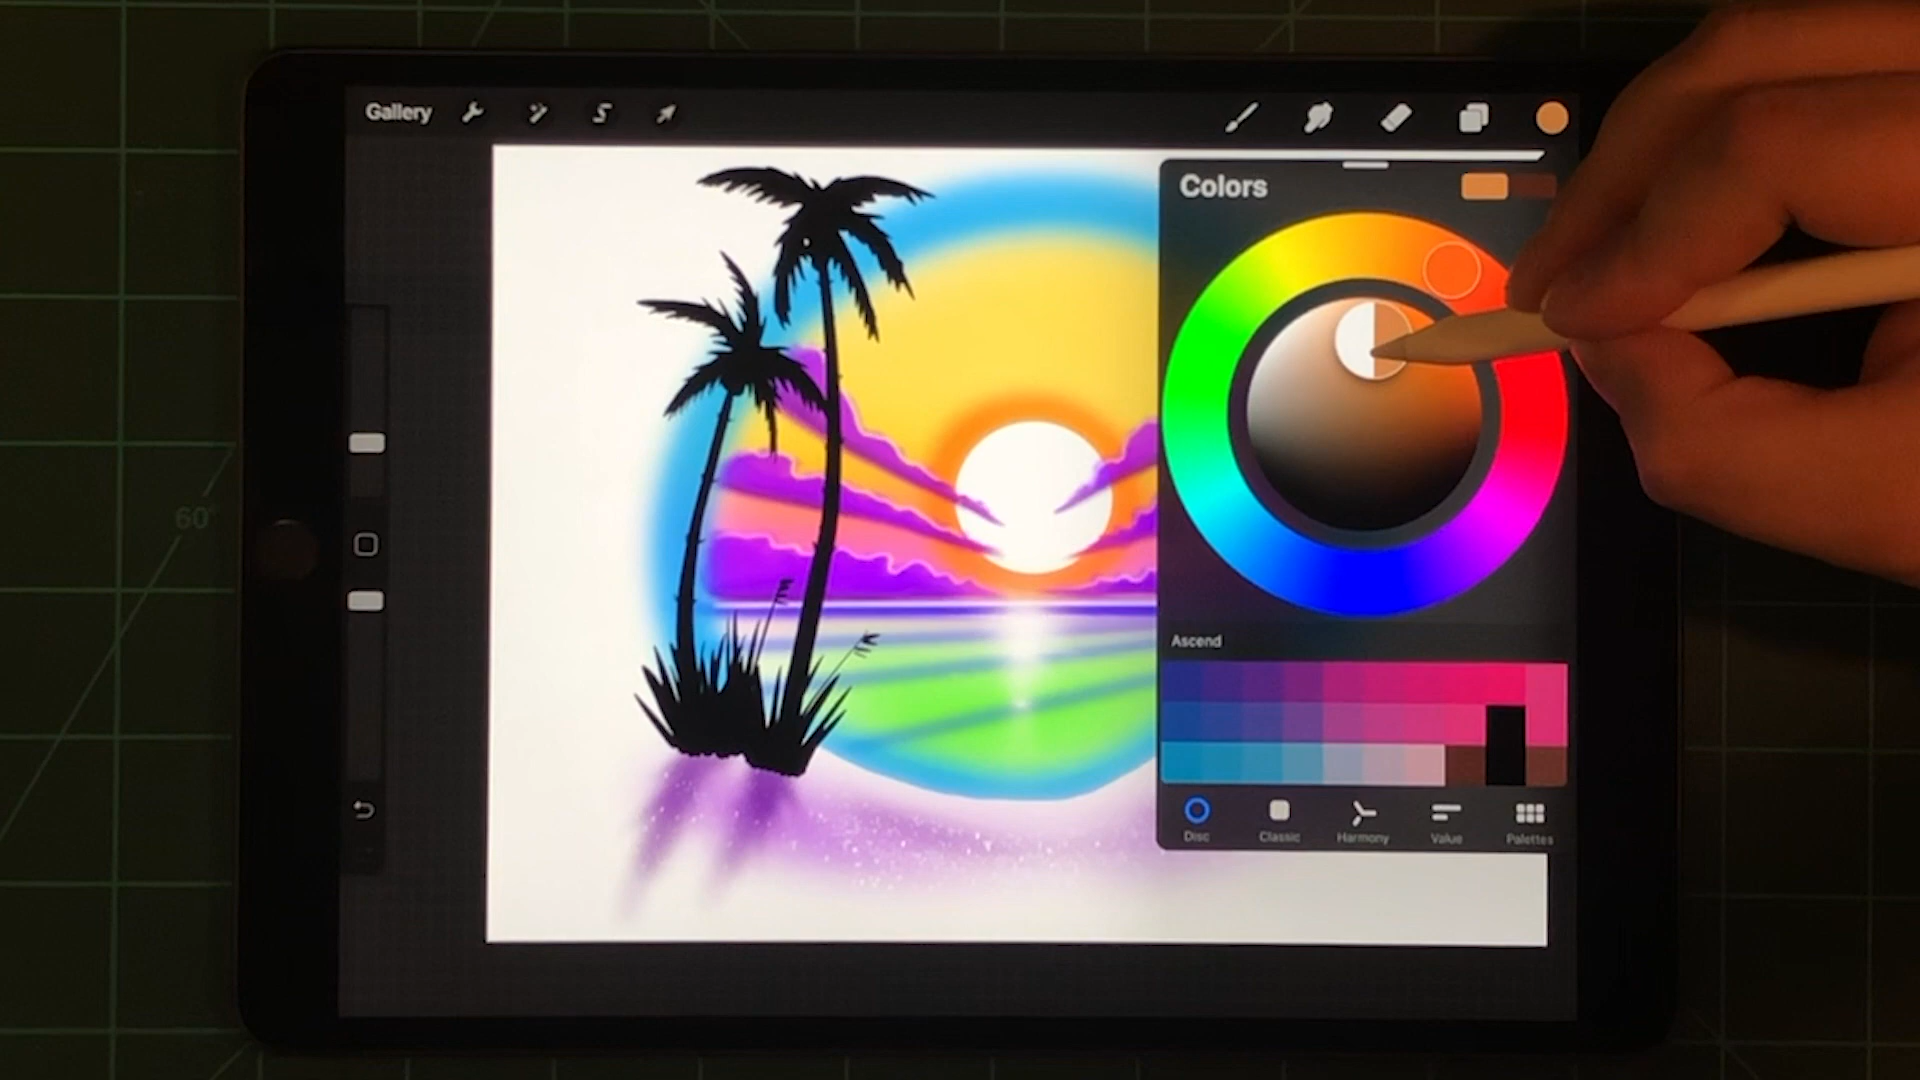 Gallery
Colors
60°
Ascend
Disc
Classic
Harmony
Value
Palettes